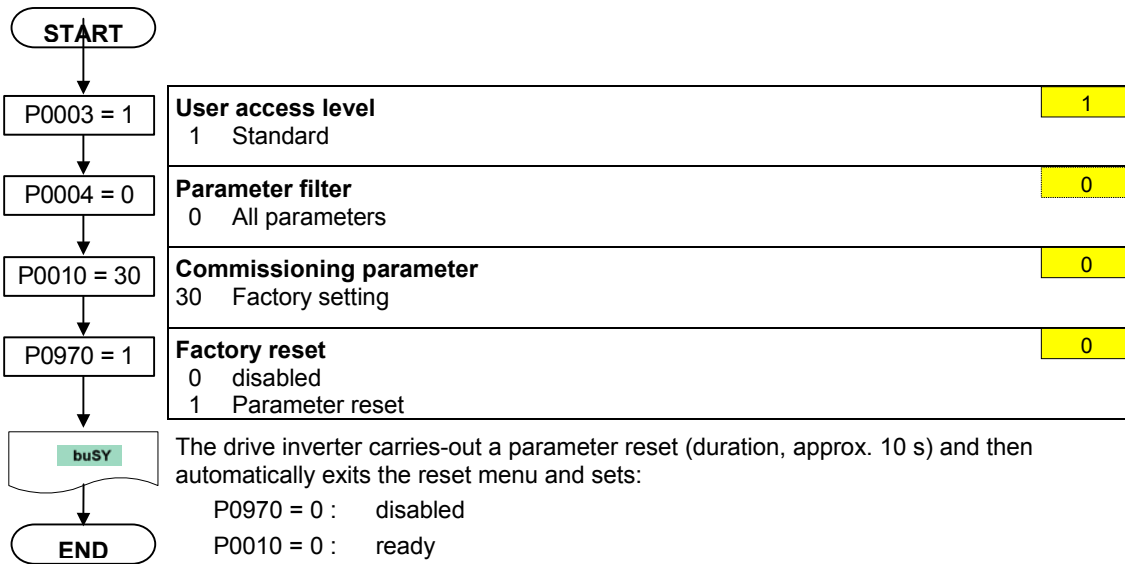 START
P0003 = 1
User access level
1
1 Standard
P0004 = 0
Parameter filter
0
0 All parameters
P0010 = 30
Commissioning parameter
0
30 Factory setting
P0970 = 1
Factory reset
0
0 disabled
1 Parameter reset
buSY
The drive inverter carries-out a parameter reset (duration, approx. 10 s) and then
automatically exits the reset menu and sets:
P0970 = 0 : disabled
P0010 = 0 : ready
END